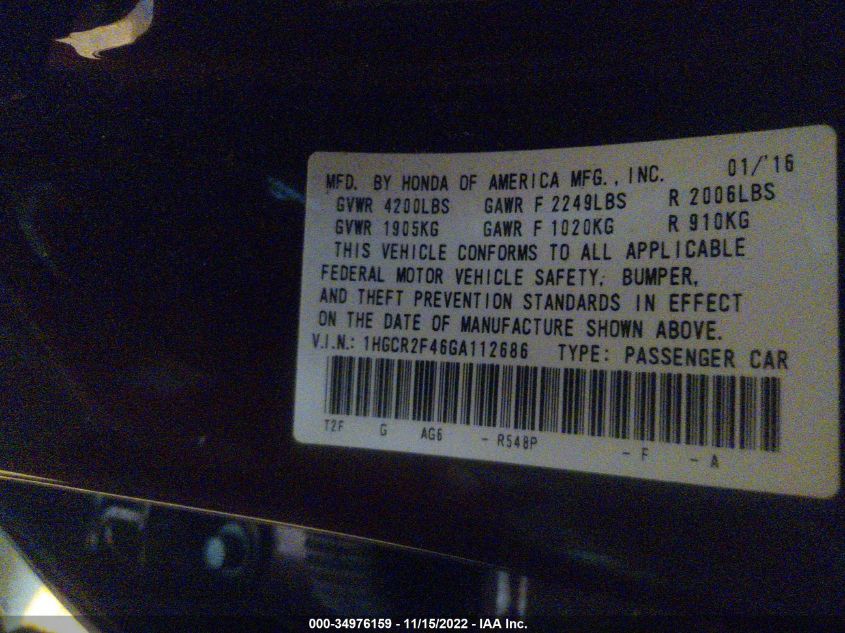 MFD. BY HONDA OF AMERICA MFG., INC. 01/'16
GVWR 4200LBS GAWR F 2249LBS R 2006LBS
GVWR 1905KG GAWR F 1020KG R 910KG
THIS VEHICLE CONFORMS TO ALL APPLICABLE
FEDERAL MOTOR VEHICLE SAFETY, BUMPER,
AND THEFT PREVENTION STANDARDS IN EFFECT
ON THE DATE OF MANUFACTURE SHOWN ABOVE.
V.I.N.: 1HGCR2F46GA112686 TYPE: PASSENGER CAR
T2F G AG6 - R548P - F - A
000-34976159 - 11/15/2022 - IAA Inc.